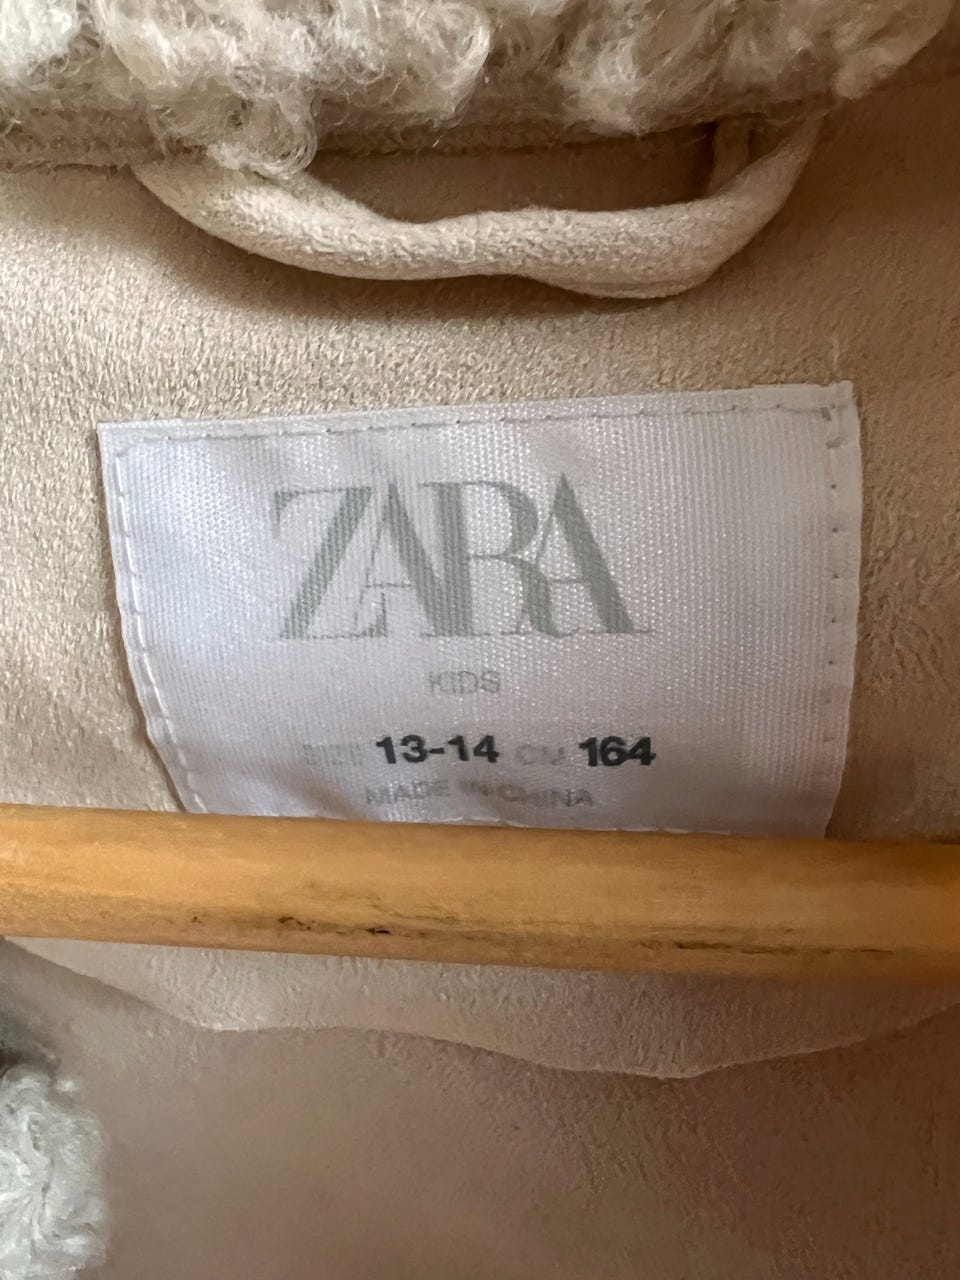 ZARA
KIDS
SIZE 13-14 CM 164
MADE IN CHINA